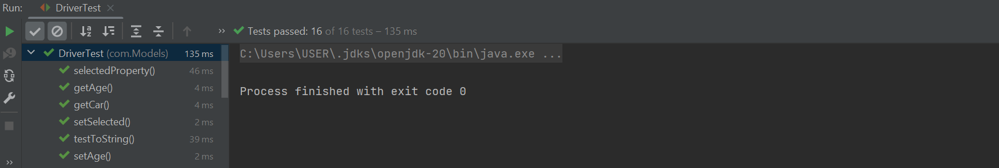 Run: DriverTest
Tests passed: 16 of 16 tests – 135 ms
DriverTest (com.Models) 135 ms
selectedProperty() 46 ms
getAge() 4 ms
getCar() 4 ms
setSelected() 2 ms
testToString() 39 ms
setAge() 2 ms
C:\Users\USER\.jdks\openjdk-20\bin\java.exe ...
Process finished with exit code 0